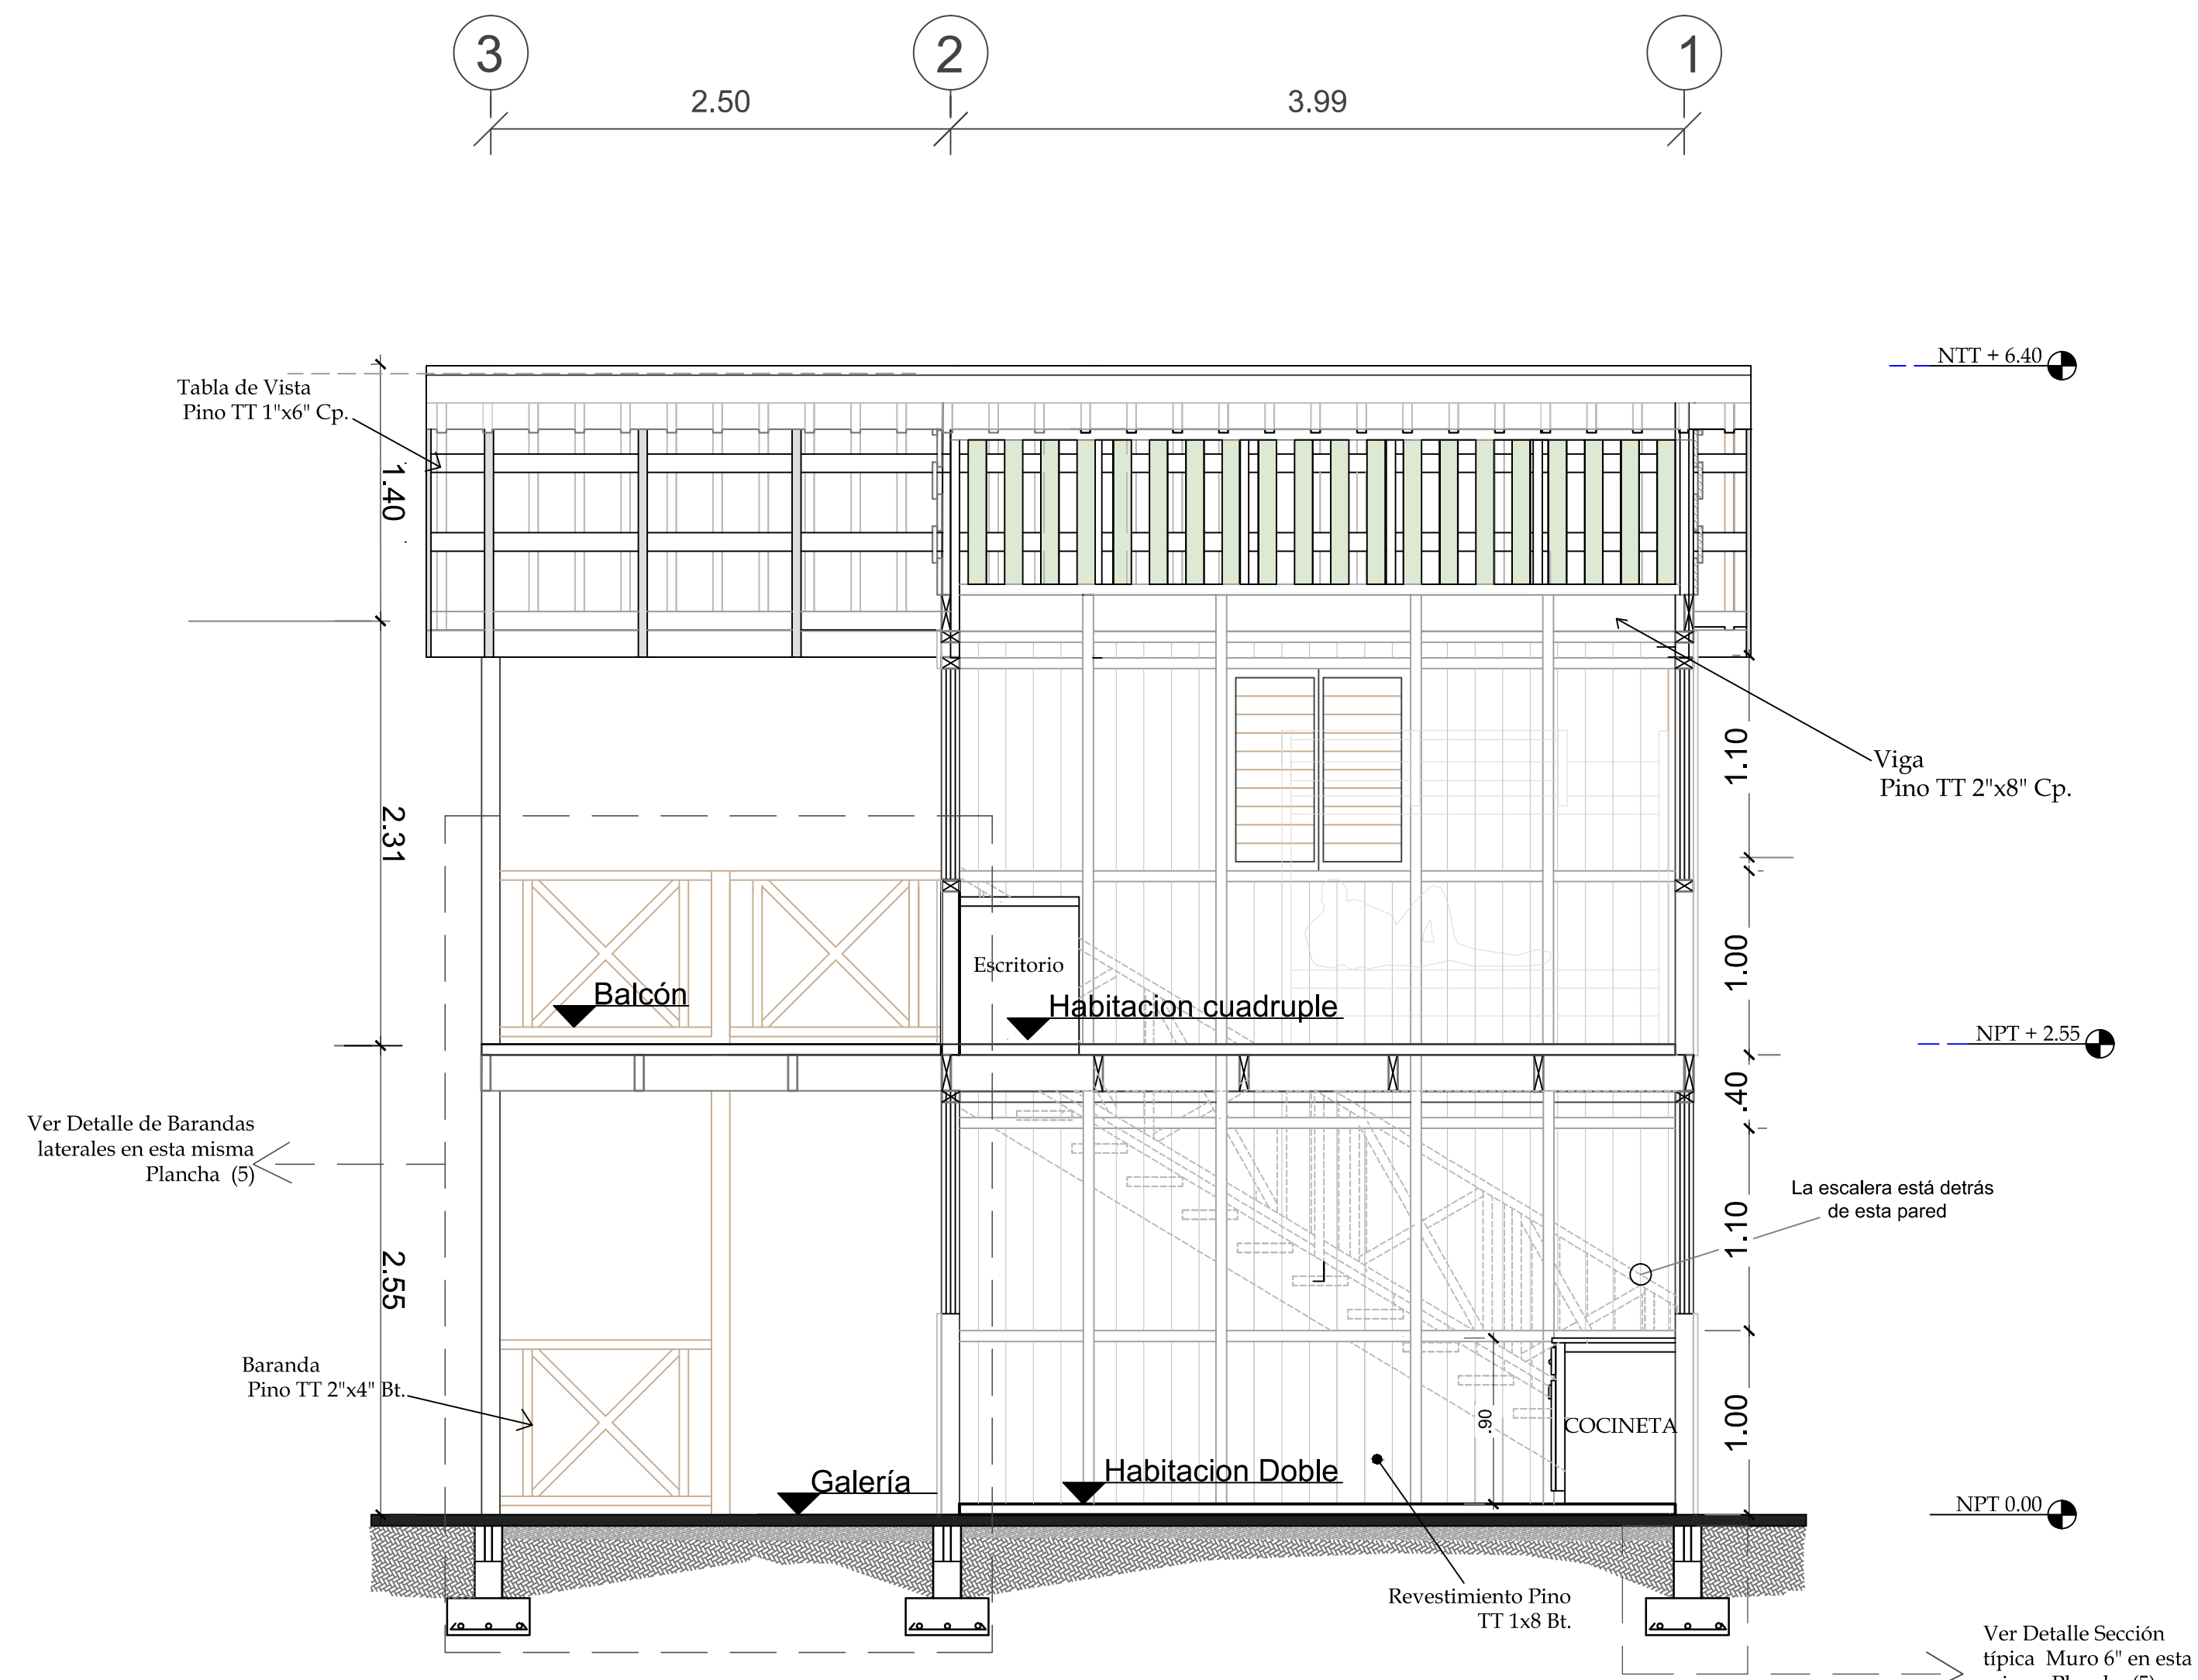 3
2
1
2.50
3.99
NTT + 6.40
Tabla de Vista
Pino TT 1"x6" Cp.
1.40
2.31
2.55
Viga
Pino TT 2"x8" Cp.
1.10
1.00
.40
1.10
1.00
Escritorio
Balcón
Habitacion cuadruple
NPT + 2.55
Ver Detalle de Barandas
laterales en esta misma
Plancha (5)
La escalera está detrás
de esta pared
Baranda
Pino TT 2"x4" Bt.
.90
COCINETA
Galería
Habitacion Doble
NPT 0.00
Revestimiento Pino
TT 1x8 Bt.
Ver Detalle Sección
típica Muro 6" en esta